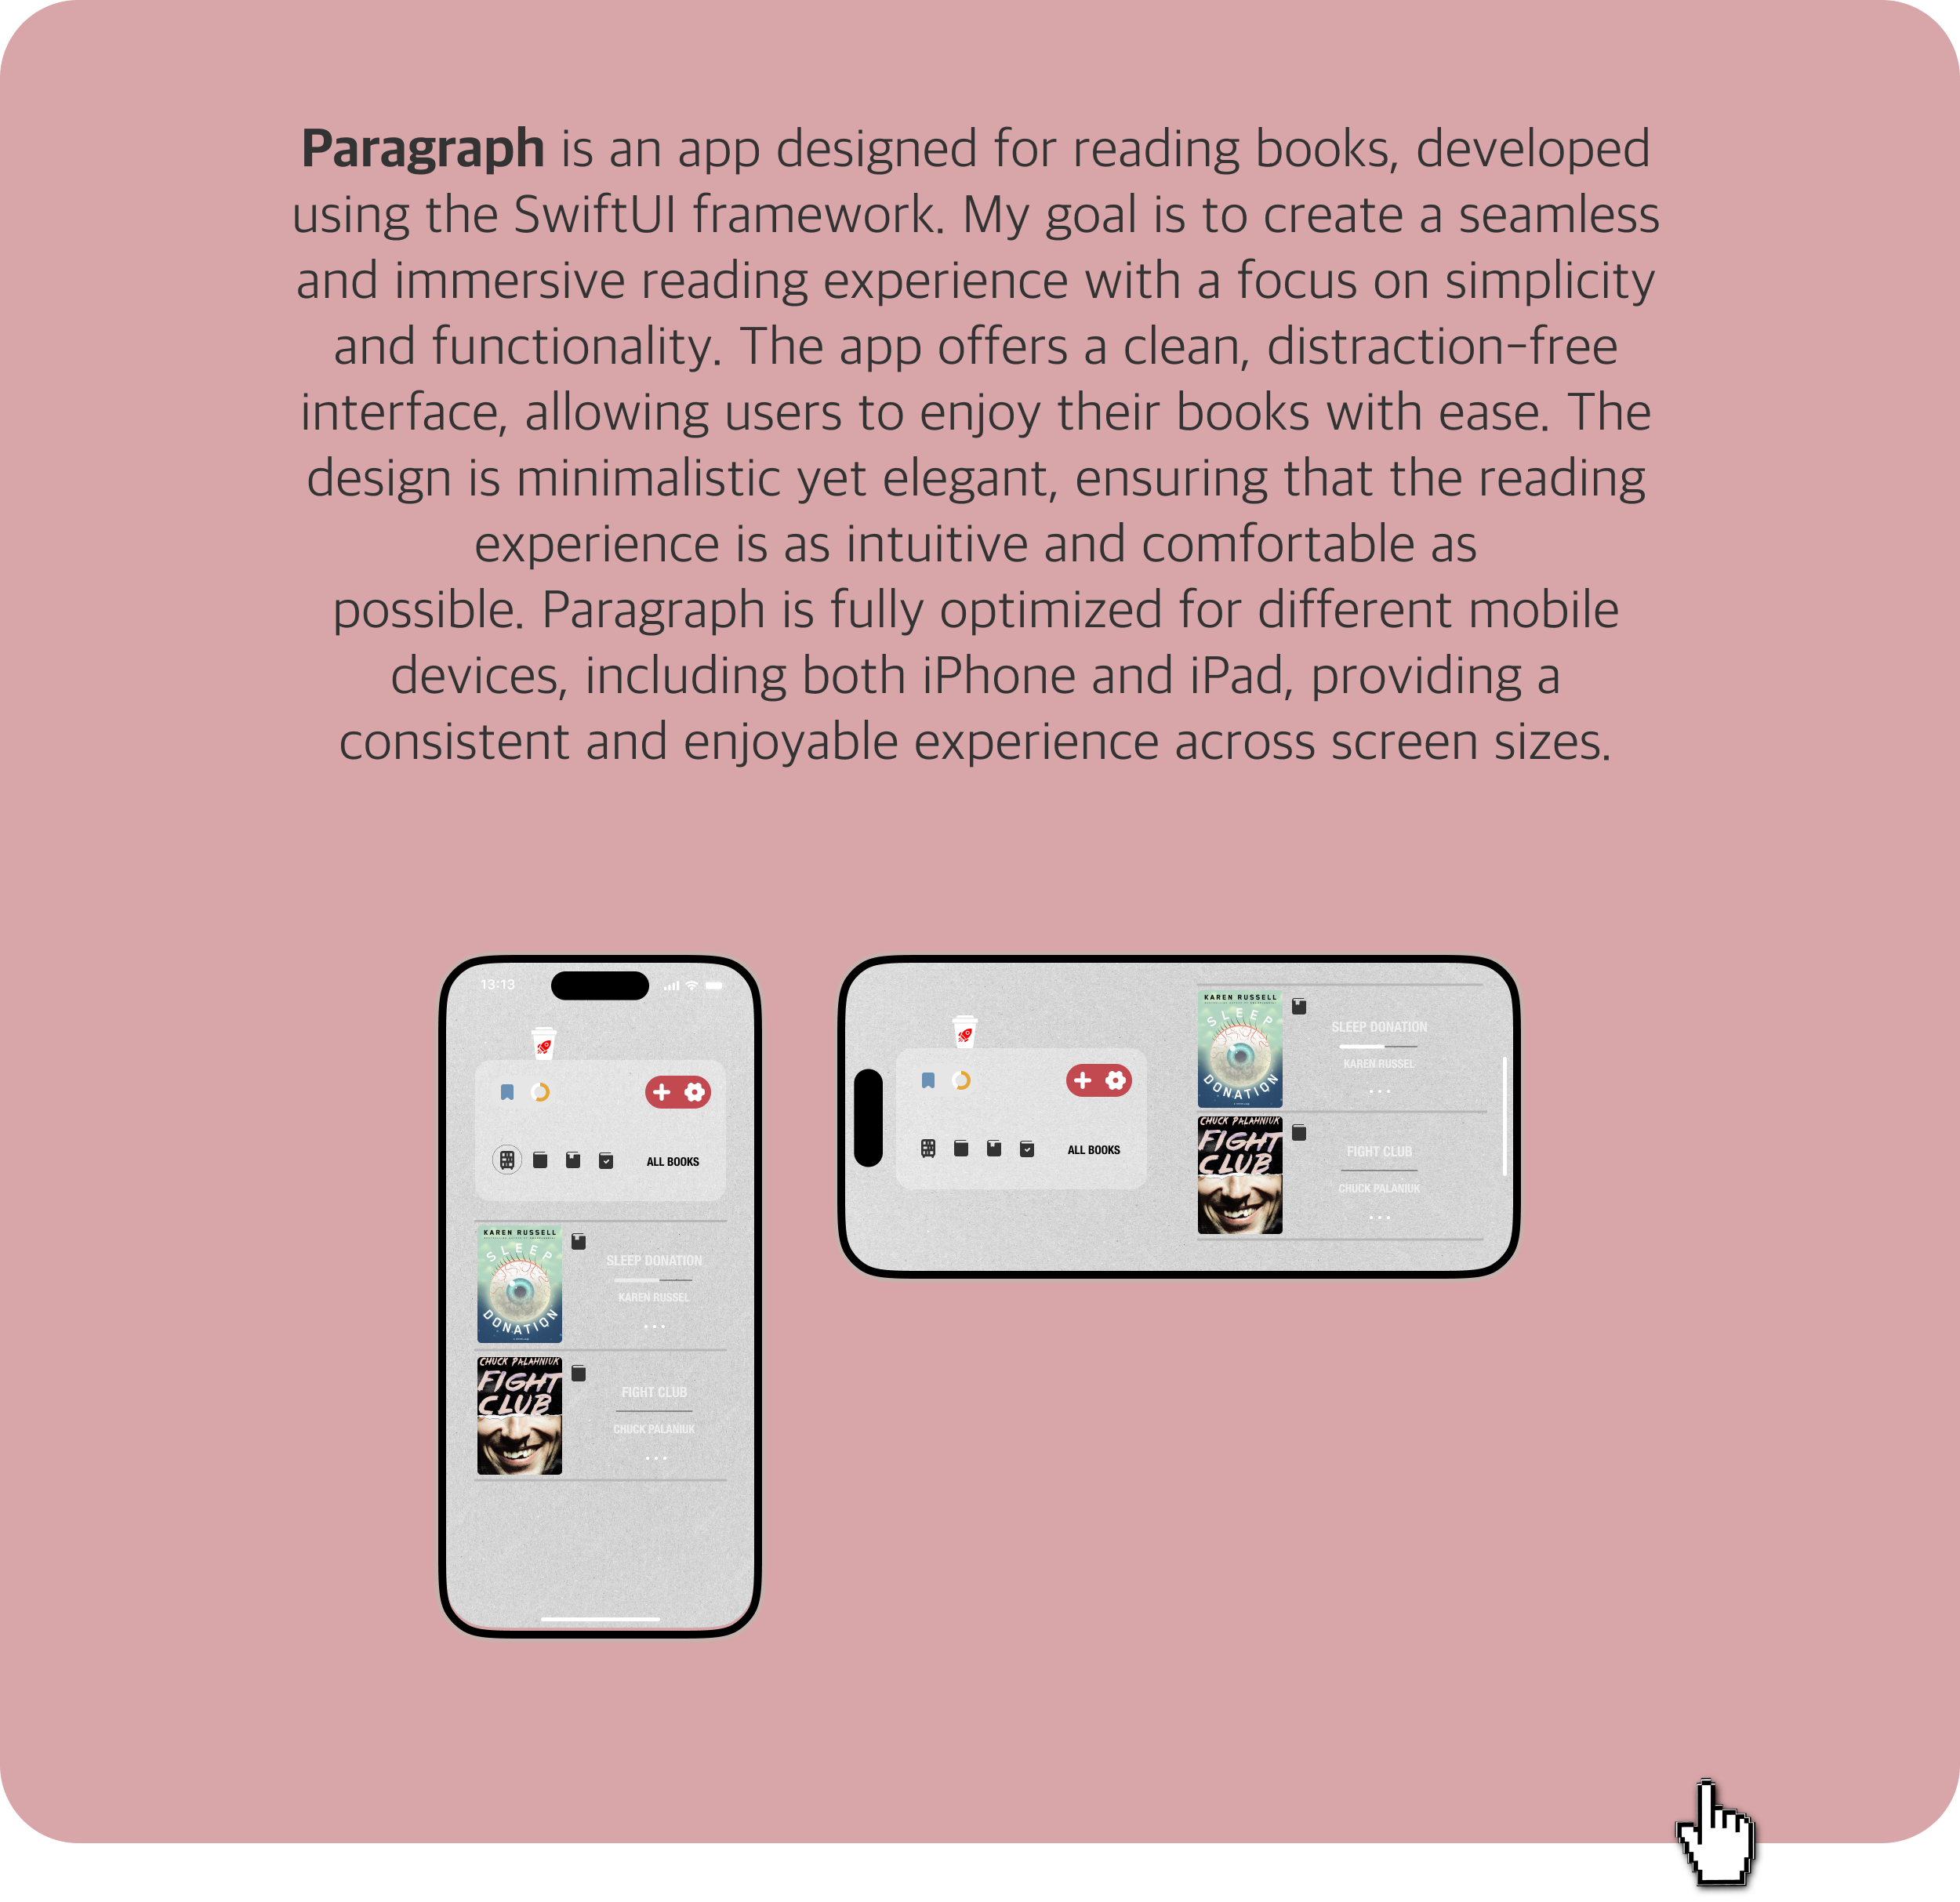 Paragraph is an app designed for reading books, developed
using the SwiftUI framework. My goal is to create a seamless
and immersive reading experience with a focus on simplicity
and functionality. The app offers a clean, distraction-free
interface, allowing users to enjoy their books with ease. The
design is minimalistic yet elegant, ensuring that the reading
experience is as intuitive and comfortable as
possible. Paragraph is fully optimized for different mobile
devices, including both iPhone and iPad, providing a
consistent and enjoyable experience across screen sizes.
13:13
ALL BOOKS
KAREN RUSSELL
SLEEP
DONATION
SLEEP DONATION
KAREN RUSSEL
CHUCK PALAHNIUK
FIGHT
CLUB
FIGHT CLUB
CHUCK PALANIUK
ALL BOOKS
KAREN RUSSELL
SLEEP
DONATION
SLEEP DONATION
KAREN RUSSEL
CHUCK PALAHNIUK
FIGHT
CLUB
FIGHT CLUB
CHUCK PALANIUK